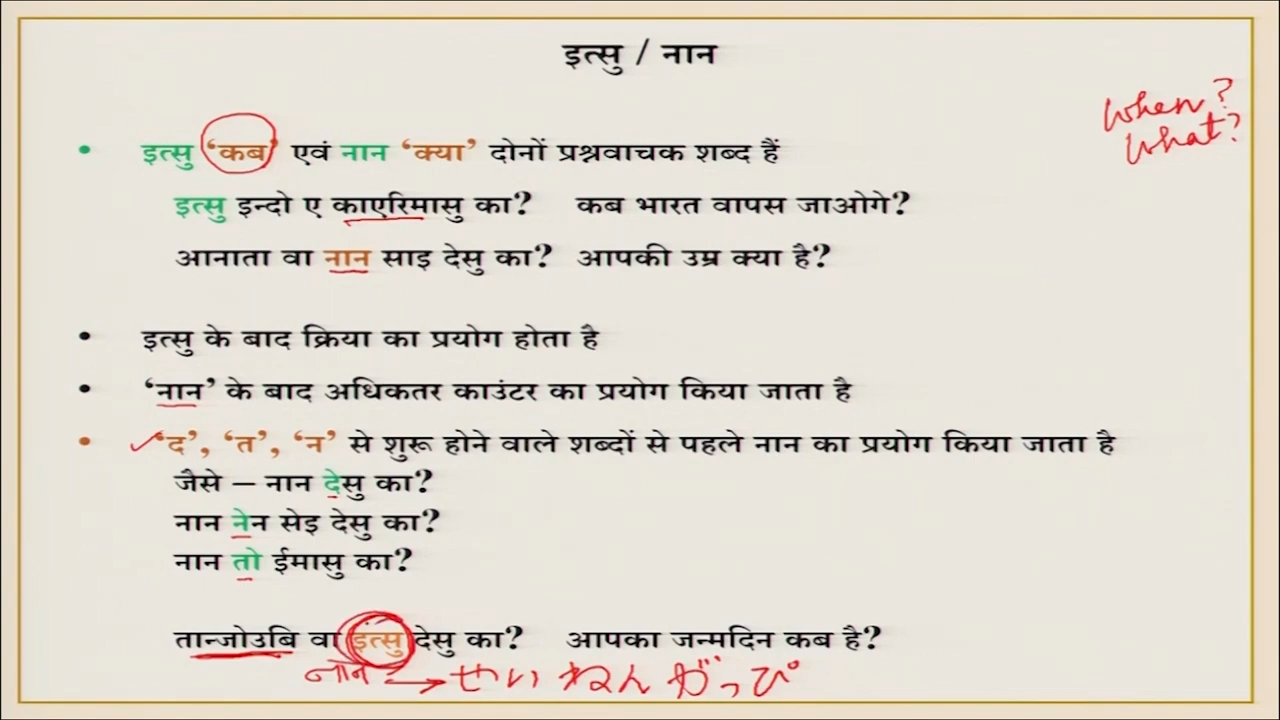 इत्सु / नान
When?
What?
• इत्सु ‘कब’ एवं नान ‘क्या’ दोनों प्रश्नवाचक शब्द हैं
इत्सु इन्दो ए काएरिमासु का? कब भारत वापस जाओगे?
आनाता वा नान साइ देसु का? आपकी उम्र क्या है?
• इत्सु के बाद क्रिया का प्रयोग होता है
• ‘नान’ के बाद अधिकतर काउंटर का प्रयोग किया जाता है
• ‘द’, ‘त’, ‘न’ से शुरू होने वाले शब्दों से पहले नान का प्रयोग किया जाता है
जैसे – नान देसु का?
नान नेन सेइ देसु का?
नान तो ईमासु का?
तान्जोउबि वा इत्सु देसु का? आपका जन्मदिन कब है?
नान → せい ねん がっぴ